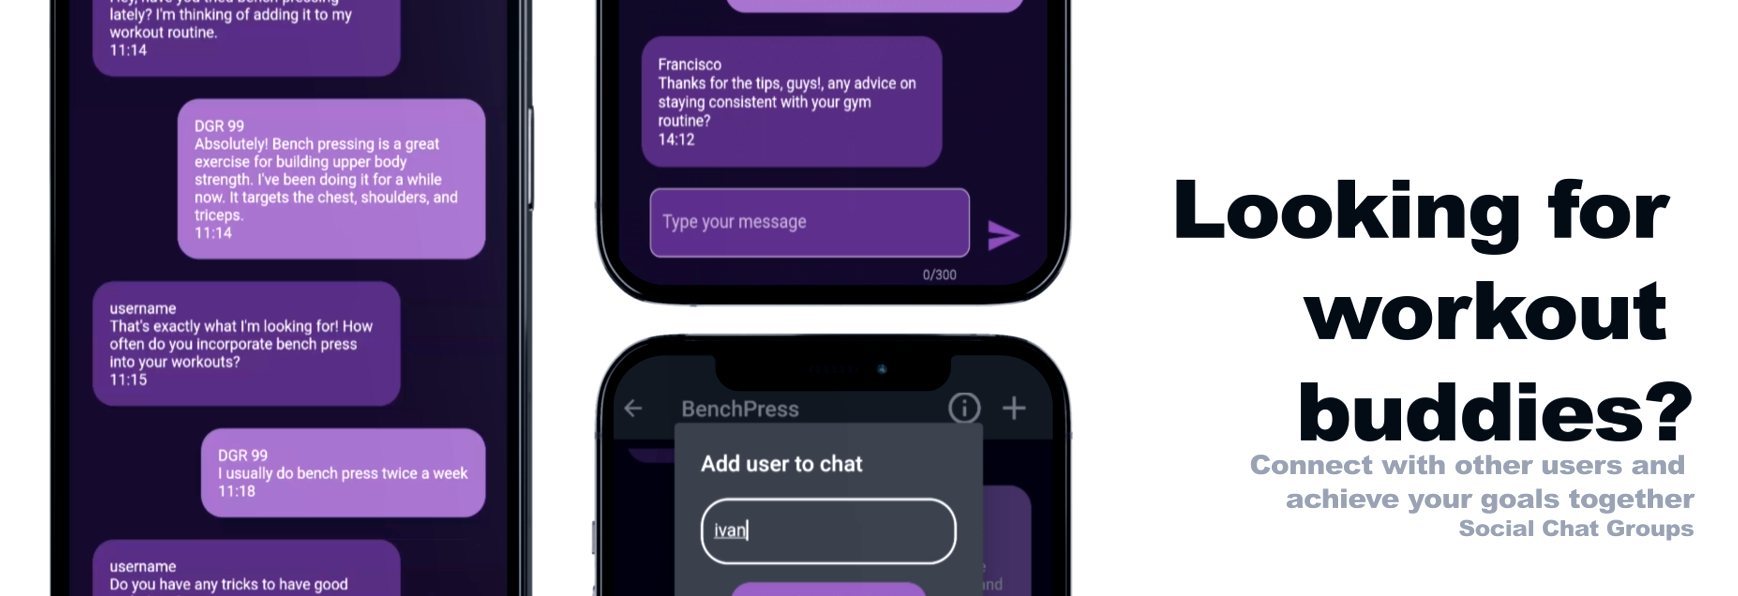 lately? I'm thinking of adding it to my
workout routine.
11:14
DGR 99
Absolutely! Bench pressing is a great
exercise for building upper body
strength. I've been doing it for a while
now. It targets the chest, shoulders, and
triceps.
11:14
username
That's exactly what I'm looking for! How
often do you incorporate bench press
into your workouts?
11:15
DGR 99
I usually do bench press twice a week
11:18
username
Do you have any tricks to have good
Francisco
Thanks for the tips, guys!, any advice on
staying consistent with your gym
routine?
14:12
Type your message
0/300
BenchPress
Add user to chat
ivan
Looking for
workout
buddies?
Connect with other users and
achieve your goals together
Social Chat Groups